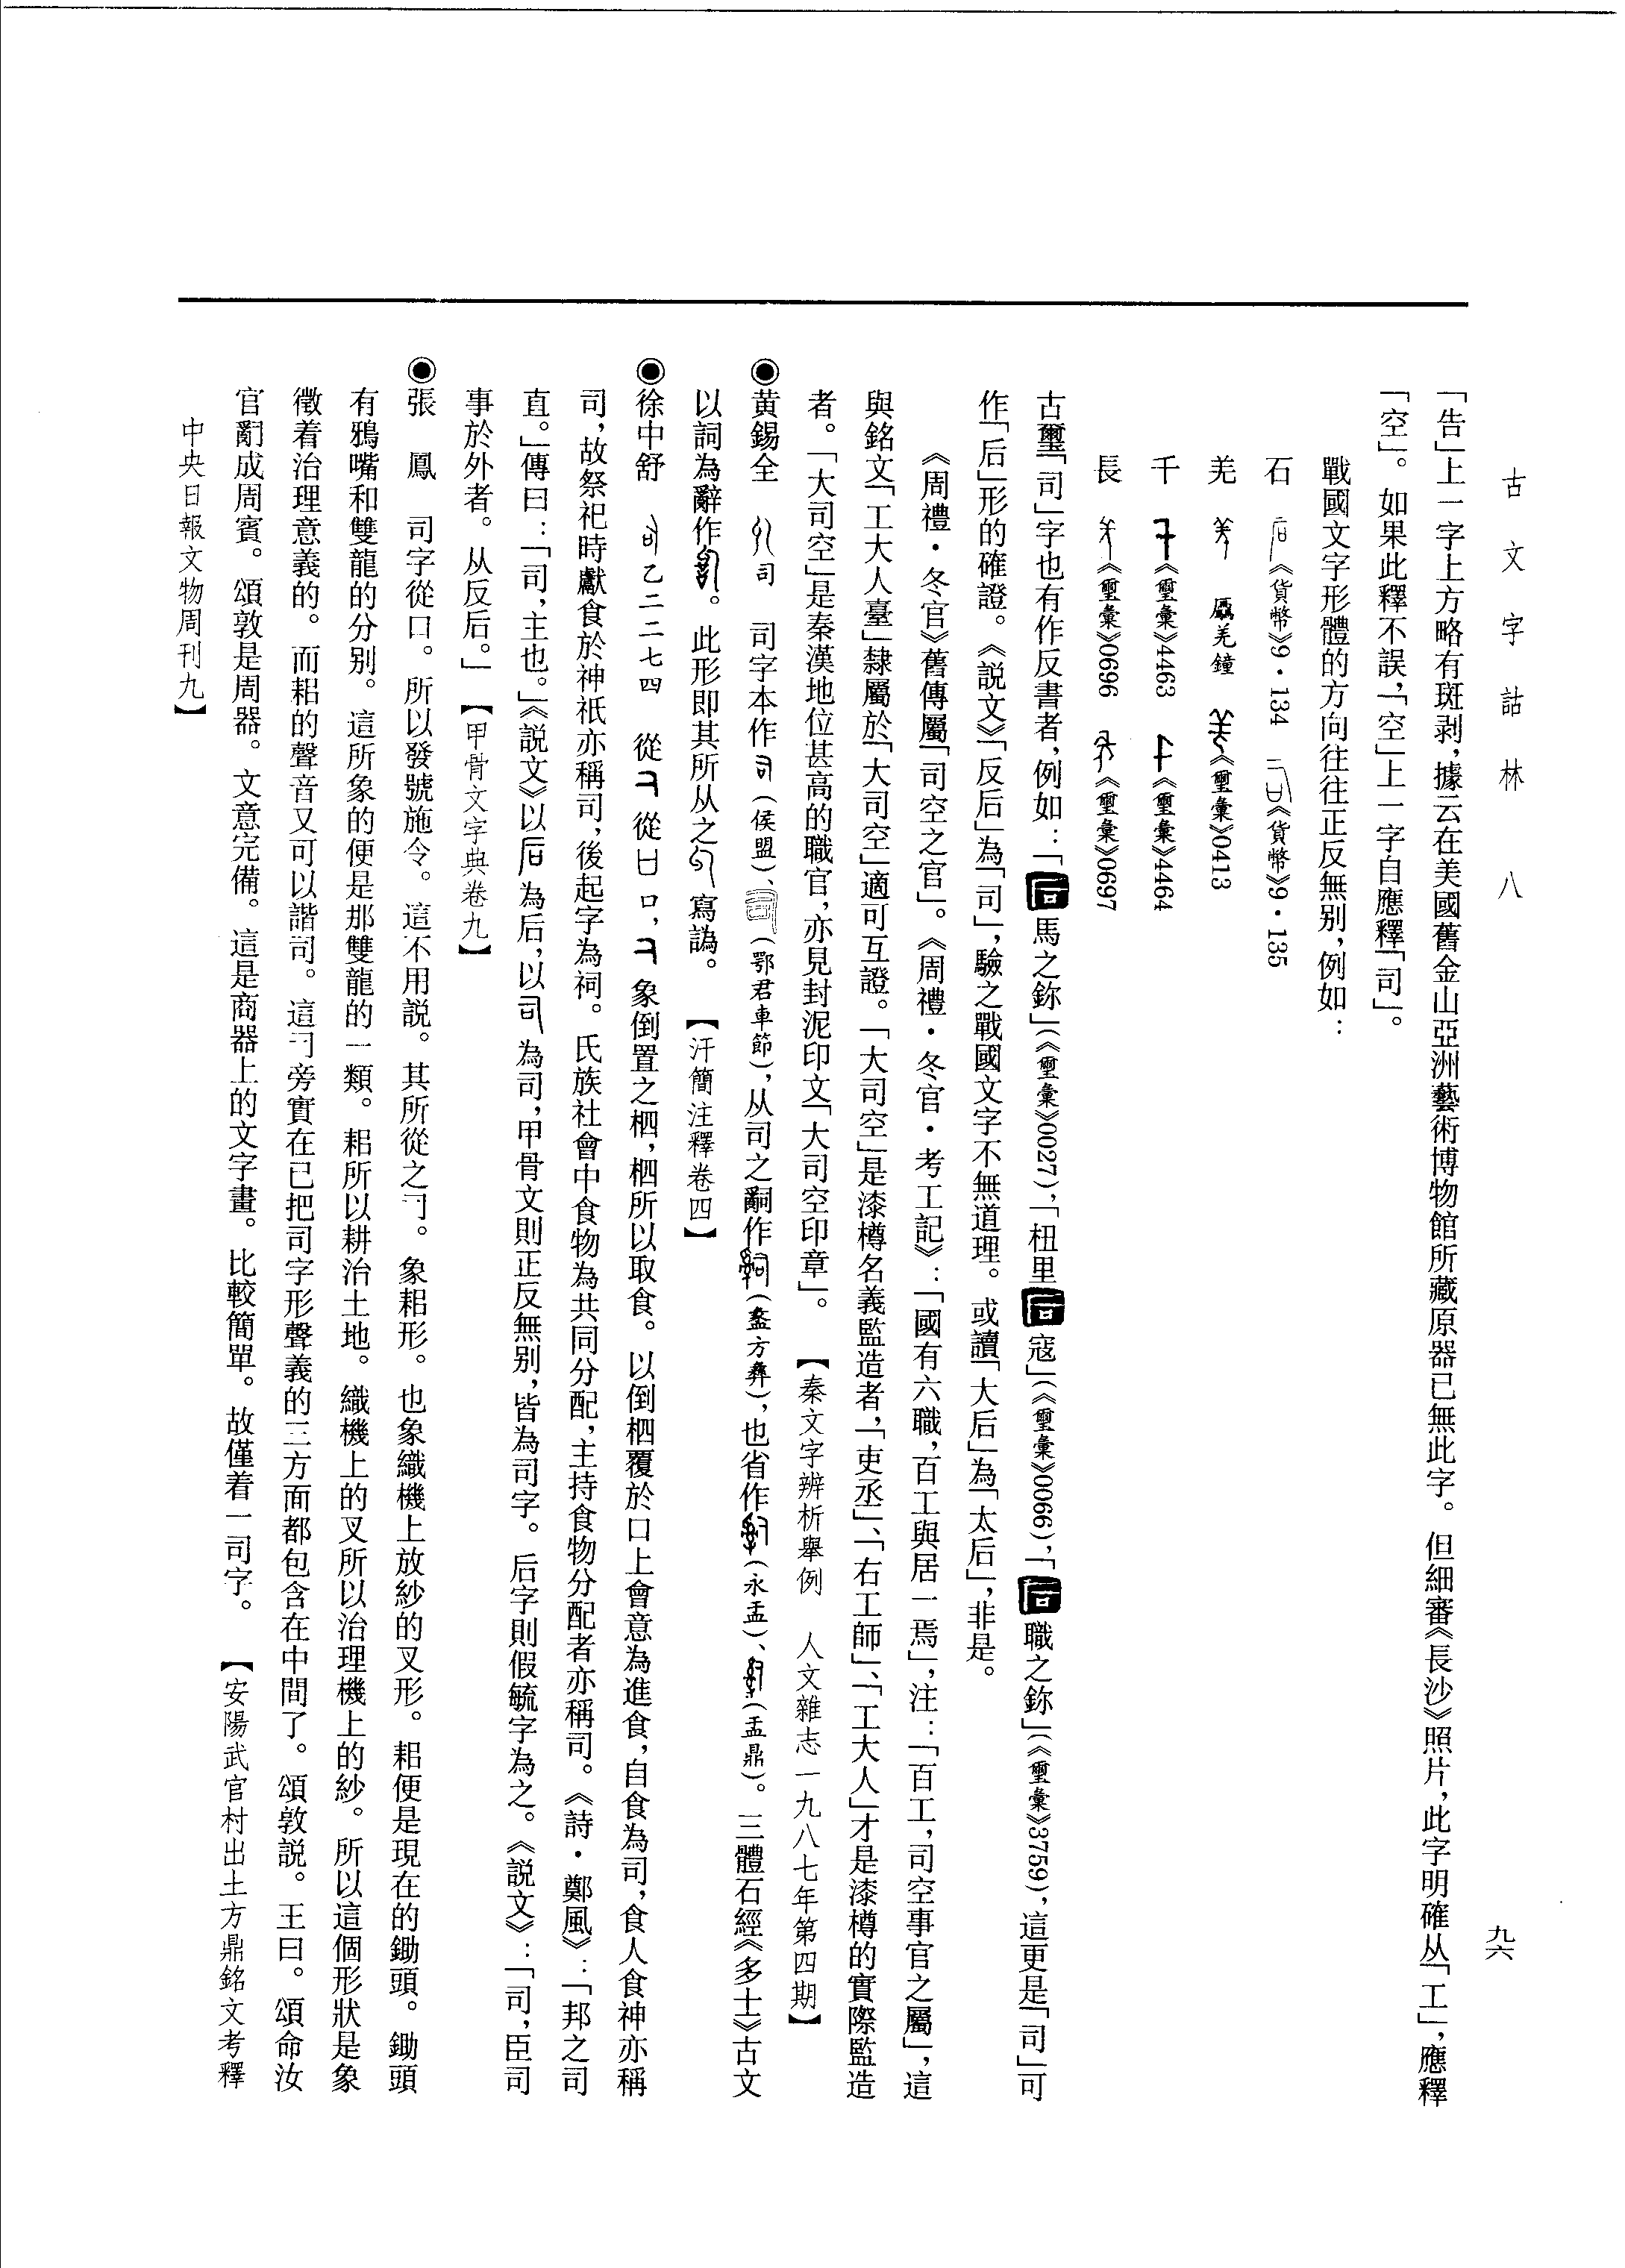 古文字詁林 八
九六
「告」上一字上方略有斑剥，據云在美國舊金山亞洲藝術博物館所藏原器已無此字。但細審《長沙》照片，此字明確从「工」，應釋
「空」。如果此釋不誤，「空」上一字自應釋「司」。
戰國文字形體的方向往往正反無别，例如：
石 《貨幣》9·134 《貨幣》9·135
羌 羌鐘 《璽彙》0413
千 《璽彙》4463 《璽彙》4464
長 《璽彙》0696 《璽彙》0697
古璽「司」字也有作反書者，例如：「馬之鉨」（《璽彙》0027），「杻里寇」（《璽彙》0066），「職之鉨」（《璽彙》3759），這更是「司」可
作「后」形的確證。《説文》「反后」為「司」，驗之戰國文字不無道理。或讀「大后」為「太后」，非是。
《周禮·冬官》舊傳屬「司空之官」。《周禮·冬官·考工記》：「國有六職，百工與居一焉」，注：「百工，司空事官之屬」，這
與銘文「工大人臺」隸屬於「大司空」適可互證。「大司空」是漆樽名義監造者，「吏丞」、「右工師」、「工大人」才是漆樽的實際監造
者。「大司空」是秦漢地位甚高的職官，亦見封泥印文「大司空印章」。 【秦文字辨析舉例 人文雜志一九八七年第四期】
◉黄錫全 司 司字本作（侯盟）、（鄂君車節），从司之嗣作（盠方彝），也省作（永盂）、（盂鼎）。三體石經《多士》古文
以詞為辭作。此形即其所从之寫譌。 【汗簡注釋卷四】
◉徐中舒 乙二二七四 從從口，象倒置之柶，柶所以取食。以倒柶覆於口上會意為進食，自食為司，食人食神亦稱
司，故祭祀時獻食於神祇亦稱司，後起字為祠。氏族社會中食物為共同分配，主持食物分配者亦稱司。《詩·鄭風》：「邦之司
直。」傳曰：「司，主也。」《説文》以為后，以為司，甲骨文則正反無别，皆為司字。后字則假毓字為之。《説文》：「司，臣司
事於外者。从反后。」 【甲骨文字典卷九】
◉張 鳳 司字從口。所以發號施令。這不用説。其所從之㇆。象耜形。也象織機上放紗的叉形。耜便是現在的鋤頭。鋤頭
有鴉嘴和雙龍的分别。這所象的便是那雙龍的一類。耜所以耕治土地。織機上的叉所以治理機上的紗。所以這個形狀是象
徵着治理意義的。而耜的聲音又可以諧司。這旁實在已把司字形聲義的三方面都包含在中間了。頌敦説。王曰。頌命汝
官𤔲成周賓。頌敦是周器。文意完備。這是商器上的文字畫。比較簡單。故僅着一司字。 【安陽武官村出土方鼎銘文考釋
中央日報文物周刊九】